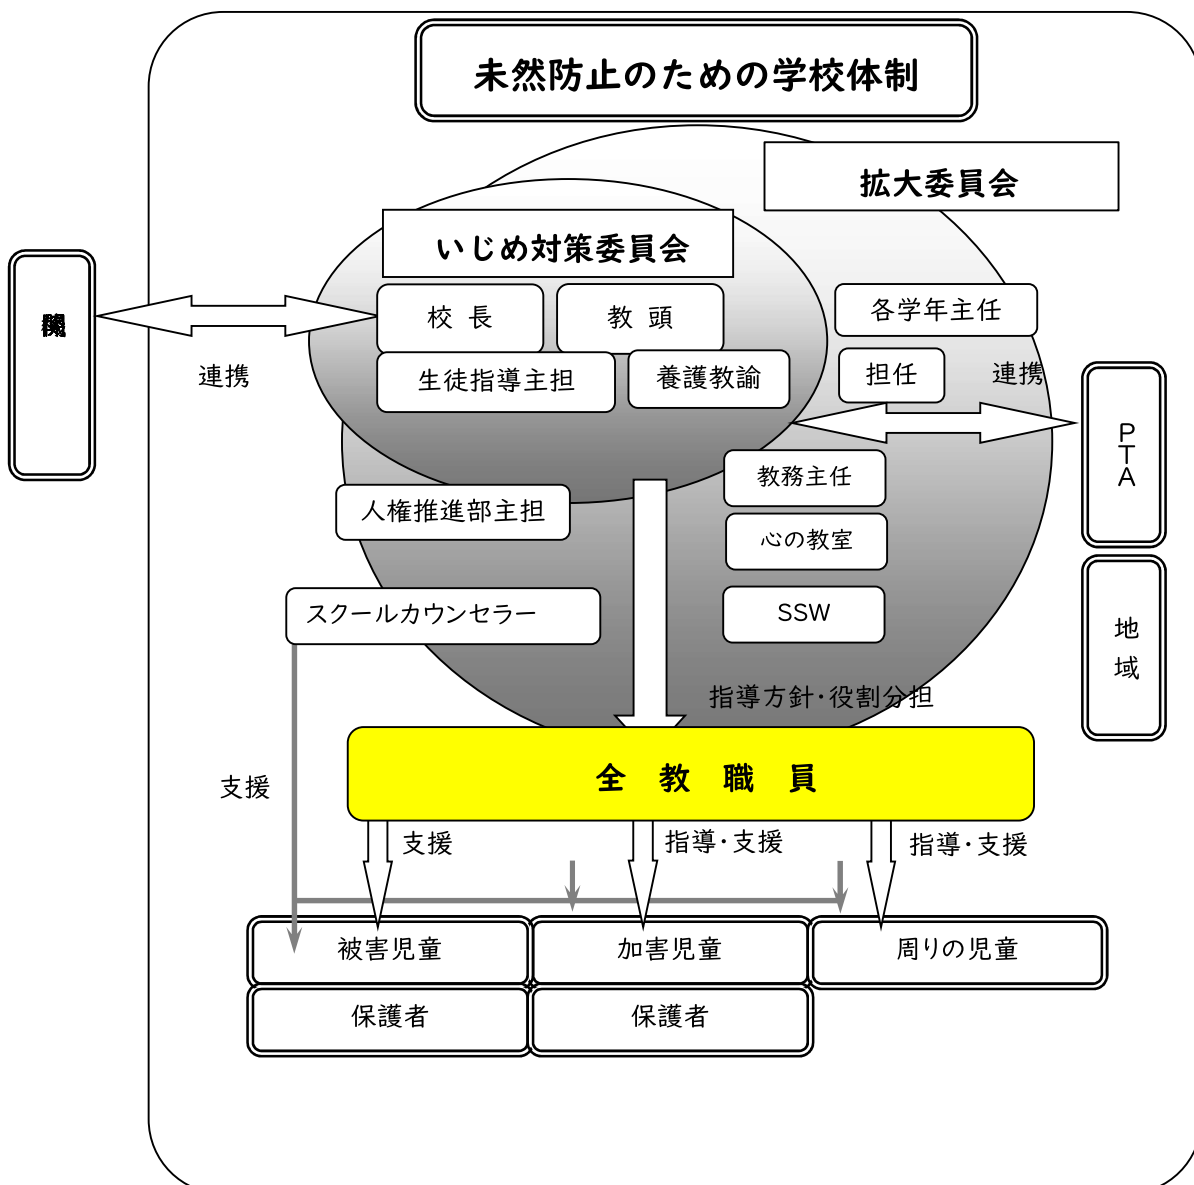 未然防止のための学校体制
拡大委員会
いじめ対策委員会
校 長
教 頭
各学年主任
生徒指導主担
養護教諭
担任
連携
連携
PTA
教務主任
人権推進部主担
心の教室
スクールカウンセラー
SSW
地域
指導方針・役割分担
全 教 職 員
支援
支援
指導・支援
指導・支援
被害児童
加害児童
周りの児童
保護者
保護者